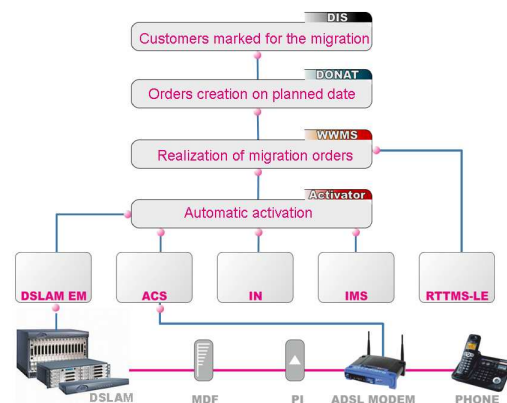 DIS
Customers marked for the migration
DONAT
Orders creation on planned date
WWMS
Realization of migration orders
Activator
Automatic activation
DSLAM EM
ACS
IN
IMS
RTTMS-LE
DSLAM
MDF
PI
ADSL MODEM
PHONE